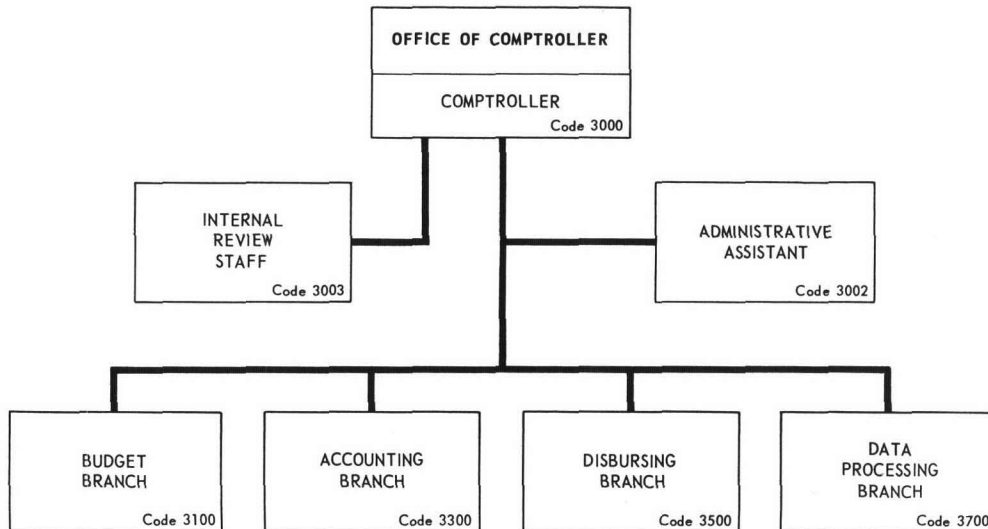 OFFICE OF COMPTROLLER
COMPTROLLER
Code 3000
INTERNAL
REVIEW
STAFF
Code 3003
ADMINISTRATIVE
ASSISTANT
Code 3002
BUDGET
BRANCH
Code 3100
ACCOUNTING
BRANCH
Code 3300
DISBURSING
BRANCH
Code 3500
DATA
PROCESSING
BRANCH
Code 3700